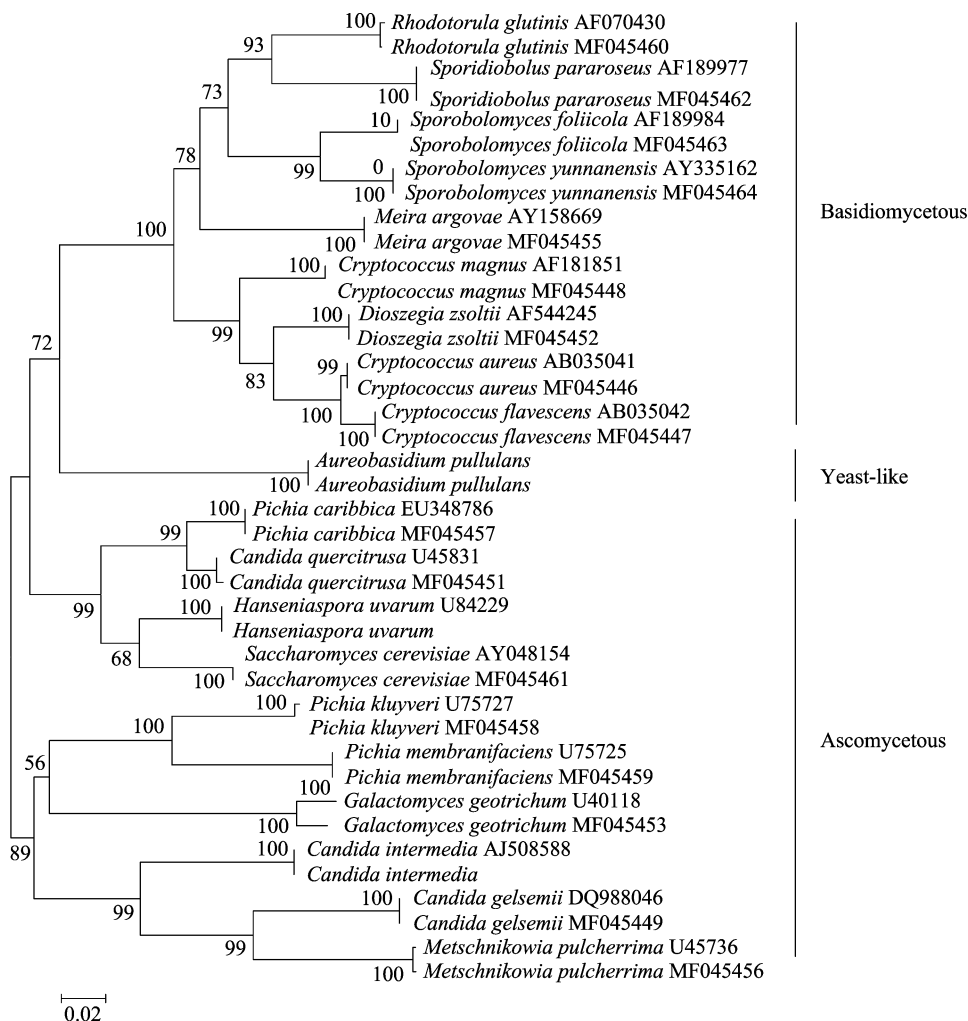 100 Rhodotorula glutinis AF070430
93 Rhodotorula glutinis MF045460
Sporidiobolus pararoseus AF189977
73 100 Sporidiobolus pararoseus MF045462
10 Sporobolomyces foliicola AF189984
78 Sporobolomyces foliicola MF045463
99 0 Sporobolomyces yunnanensis AY335162
100 Sporobolomyces yunnanensis MF045464
Basidiomycetous
100 Meira argovae AY158669
100 Meira argovae MF045455
100 Cryptococcus magnus AF181851
Cryptococcus magnus MF045448
99 100 Dioszegia zsoltii AF544245
72 Dioszegia zsoltii MF045452
83 99 Cryptococcus aureus AB035041
Cryptococcus aureus MF045446
100 Cryptococcus flavescens AB035042
100 Cryptococcus flavescens MF045447
Aureobasidium pullulans
Yeast-like
100 Aureobasidium pullulans
100 Pichia caribbica EU348786
99 Pichia caribbica MF045457
Candida quercitrusa U45831
100 Candida quercitrusa MF045451
99 100 Hanseniaspora uvarum U84229
Hanseniaspora uvarum
68 Saccharomyces cerevisiae AY048154
100 Saccharomyces cerevisiae MF045461
100 Pichia kluyveri U75727
100 Pichia kluyveri MF045458
Ascomycetous
56 Pichia membranifaciens U75725
Pichia membranifaciens MF045459
100 Galactomyces geotrichum U40118
100 Galactomyces geotrichum MF045453
89 100 Candida intermedia AJ508588
Candida intermedia
99 100 Candida gelsemii DQ988046
Candida gelsemii MF045449
99 Metschnikowia pulcherrima U45736
100 Metschnikowia pulcherrima MF045456
0.02